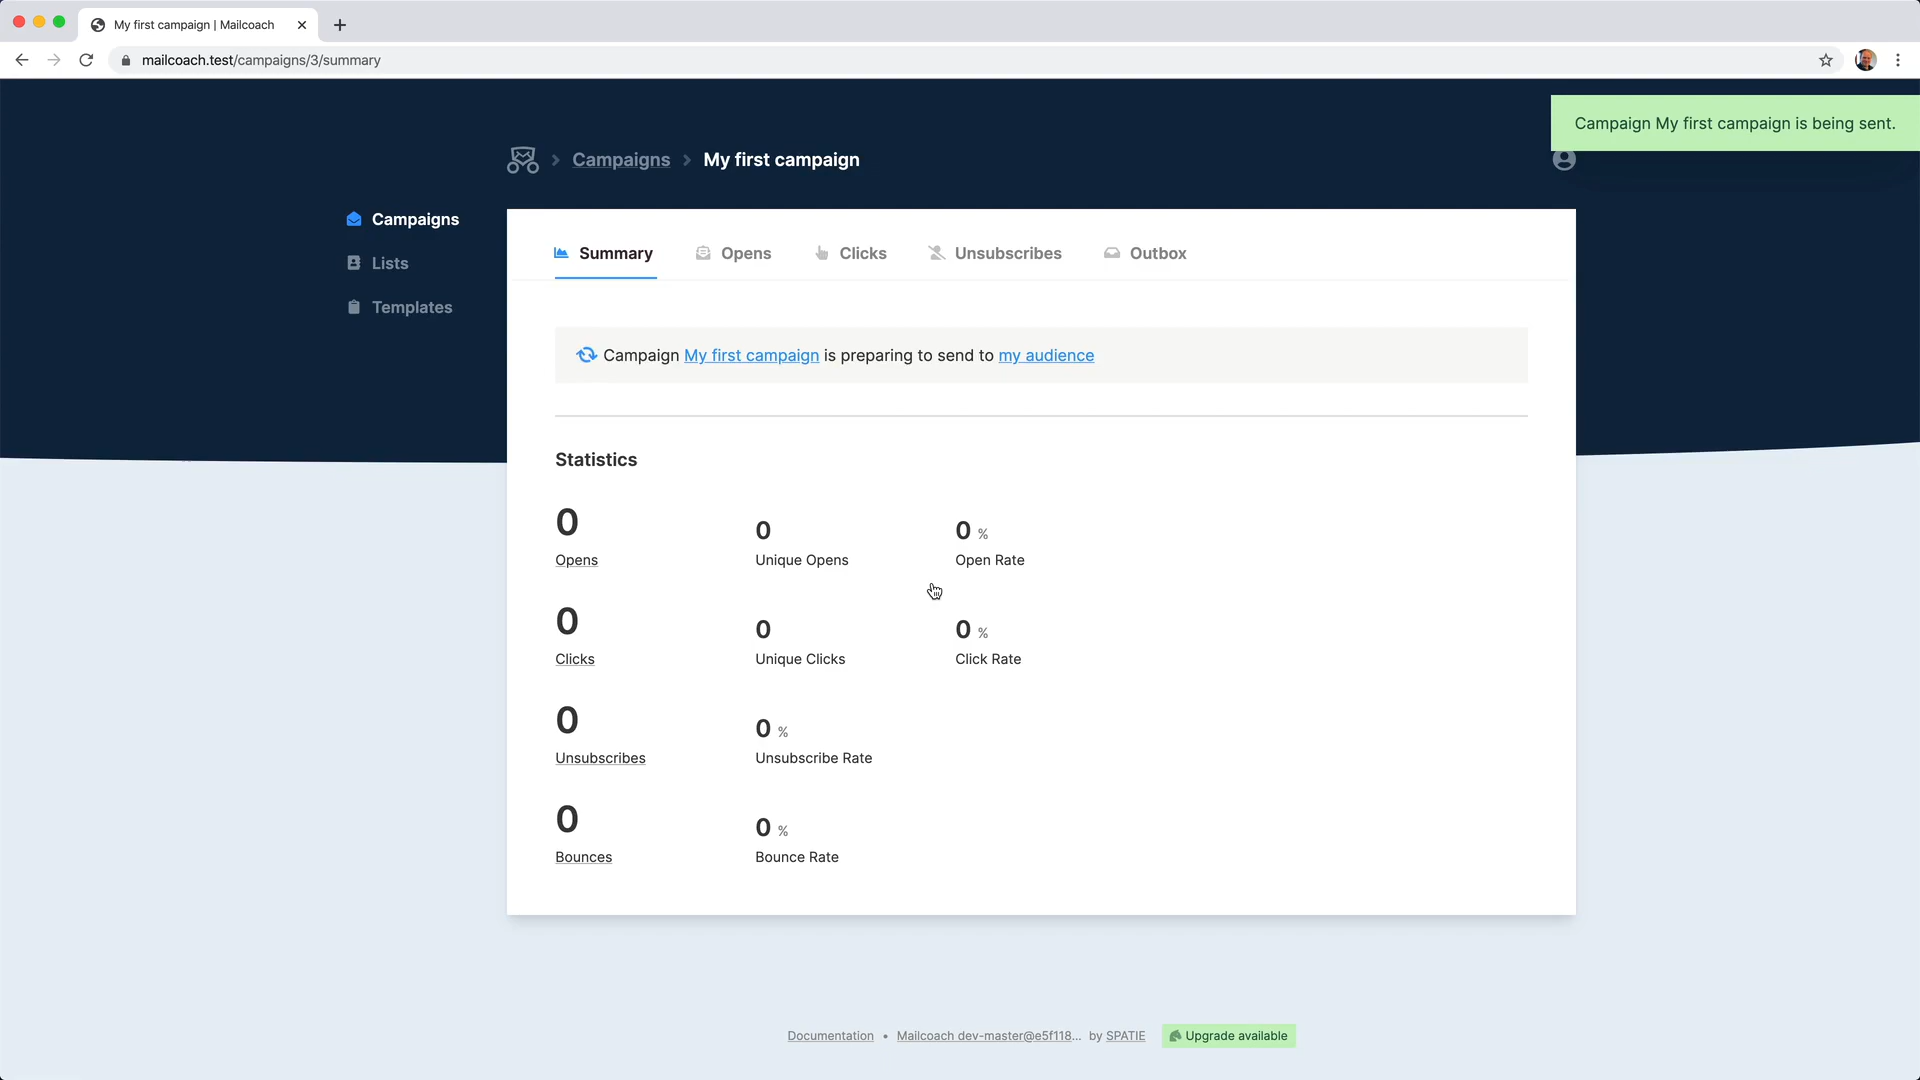 My first campaign | Mailcoach
mailcoach.test/campaigns/3/summary
Campaign My first campaign is being sent.
Campaigns
My first campaign
Campaigns
Lists
Templates
Summary
Opens
Clicks
Unsubscribes
Outbox
Campaign My first campaign is preparing to send to my audience
Statistics
0
Opens
0
Unique Opens
0 %
Open Rate
0
Clicks
0
Unique Clicks
0 %
Click Rate
0
Unsubscribes
0 %
Unsubscribe Rate
0
Bounces
0 %
Bounce Rate
Documentation • Mailcoach dev-master@e5f118... by SPATIE
Upgrade available